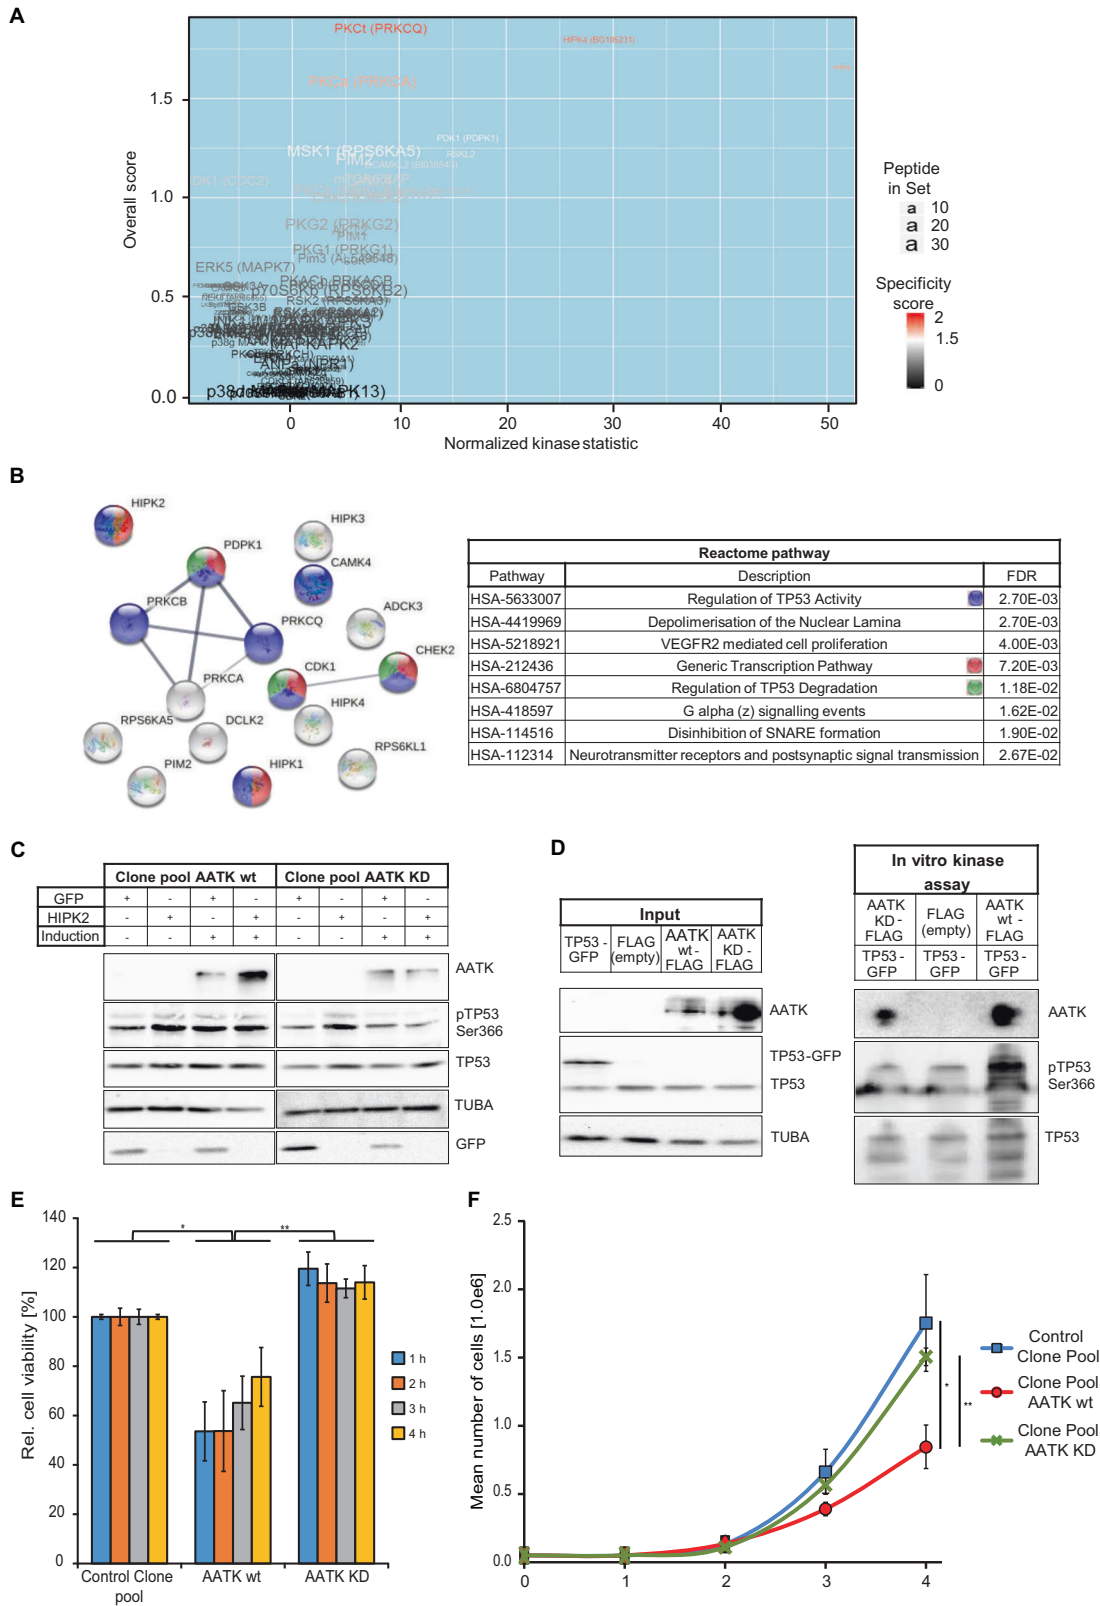 A
PKCt (PRKCQ)
HIPK4 (BG105231)
PKCa (PRKCA)
PDK1 (PDPK1)
MSK1 (RPS6KA5)
RSKL2
PIM2
PKG2 (PRKG2)
PIM1
PKG1 (PRKG1)
Pim3 (AL549548)
ERK5 (MAPK7)
p70S6Kb (RPS6KB2)
RSK2 (RPS6KA3)
GSK3B
MAPKAPK2
ANPa (NPR1)
Overall score
1.5
1.0
0.5
0.0
0
10
20
30
40
50
Normalized kinase statistic
Peptide
in Set
a 10
a 20
a 30
Specificity
score
2
1.5
0
B
HIPK2
HIPK3
PDPK1
CAMK4
PRKCB
PRKCQ
ADCK3
CHEK2
CDK1
PRKCA
HIPK4
RPS6KA5
DCLK2
RPS6KL1
PIM2
HIPK1
Reactome pathway
Pathway Description FDR
HSA-5633007 Regulation of TP53 Activity 2.70E-03
HSA-4419969 Depolimerisation of the Nuclear Lamina 2.70E-03
HSA-5218921 VEGFR2 mediated cell proliferation 4.00E-03
HSA-212436 Generic Transcription Pathway 7.20E-03
HSA-6804757 Regulation of TP53 Degradation 1.18E-02
HSA-418597 G alpha (z) signalling events 1.62E-02
HSA-114516 Disinhibition of SNARE formation 1.90E-02
HSA-112314 Neurotransmitter receptors and postsynaptic signal transmission 2.67E-02
C
Clone pool AATK wt Clone pool AATK KD
GFP + - + - + - + -
HIPK2 - + - + - + - +
Induction - - + + - - + +
AATK
pTP53
Ser366
TP53
TUBA
GFP
D
Input
TP53-GFP FLAG (empty) AATK wt-FLAG AATK KD-FLAG
AATK
TP53-GFP
TP53
TUBA
In vitro kinase
assay
AATK KD-FLAG FLAG (empty) AATK wt-FLAG
TP53-GFP TP53-GFP TP53-GFP
AATK
pTP53
Ser366
TP53
E
Rel. cell viability [%]
140
120
100
80
60
40
20
0
* **
Control Clone
pool
AATK wt
AATK KD
1 h
2 h
3 h
4 h
F
Mean number of cells [1.0e6]
2.5
2.0
1.5
1.0
0.5
0.0
0 1 2 3 4
*
**
Control
Clone Pool
Clone Pool
AATK wt
Clone Pool
AATK KD